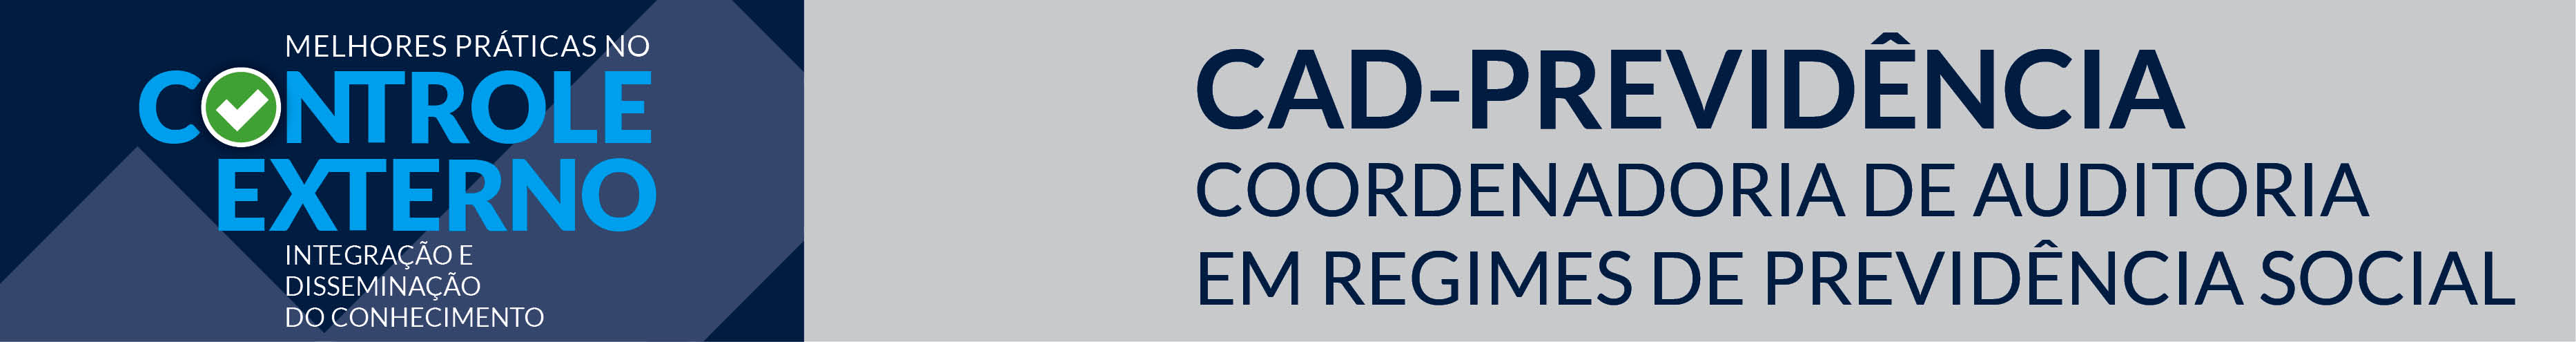 MELHORES PRÁTICAS NO
CONTROLE
EXTERNO
INTEGRAÇÃO E
DISSEMINAÇÃO
DO CONHECIMENTO
CAD-PREVIDÊNCIA
COORDENADORIA DE AUDITORIA
EM REGIMES DE PREVIDÊNCIA SOCIAL